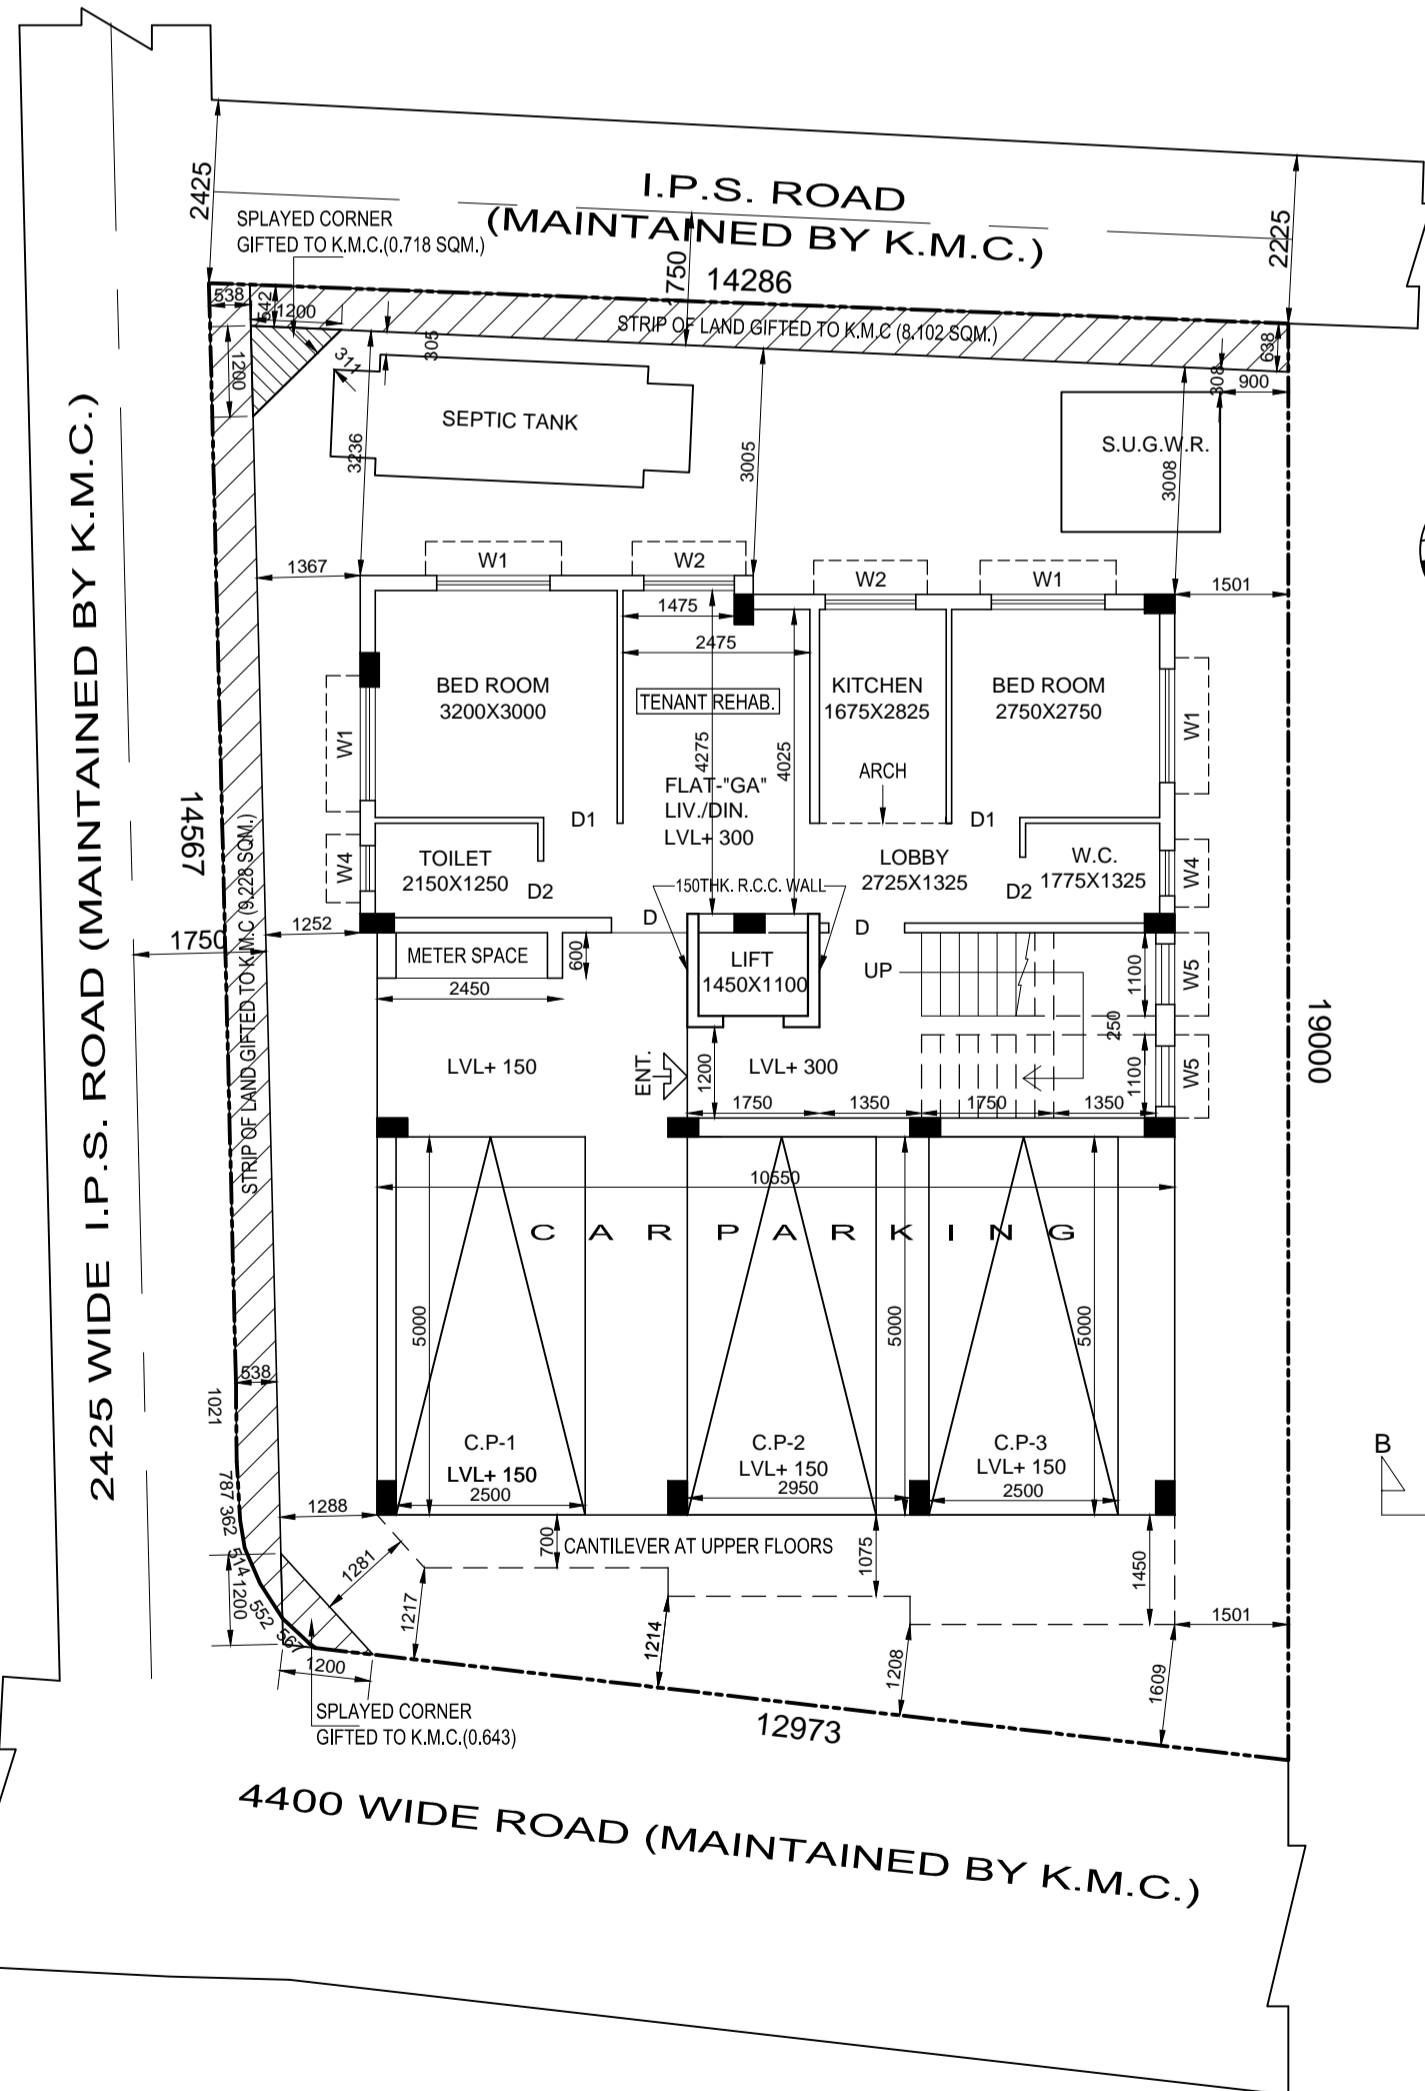 2425
I.P.S. ROAD
(MAINTAINED BY K.M.C.)
2225
SPLAYED CORNER
GIFTED TO K.M.C.(0.718 SQM.)
1750
14286
538
542
1200
STRIP OF LAND GIFTED TO K.M.C (8.102 SQM.)
638
1200
311
305
308
900
SEPTIC TANK
S.U.G.W.R.
3236
3005
3008
1367
W1
W2
W2
W1
1501
1475
2475
BED ROOM
3200X3000
TENANT REHAB.
KITCHEN
1675X2825
BED ROOM
2750X2750
W1
W1
4275
4025
ARCH
FLAT-"GA"
LIV./DIN.
LVL+ 300
D1
D1
2425 WIDE I.P.S. ROAD (MAINTAINED BY K.M.C.)
14567
STRIP OF LAND GIFTED TO K.M.C (9.228 SQM.)
W4
TOILET
2150X1250
D2
LOBBY
2725X1325
W.C.
1775X1325
D2
W4
150THK. R.C.C. WALL
1252
1750
D
D
METER SPACE
600
2450
LIFT
1450X1100
UP
1100
W5
250
19000
LVL+ 150
ENT.
1200
LVL+ 300
1100
W5
1750
1350
1750
1350
10550
CAR PARKING
5000
5000
5000
538
1021
C.P-1
LVL+ 150
2500
C.P-2
LVL+ 150
2950
C.P-3
LVL+ 150
2500
B
787
362
514
1200
552
567
1288
1281
700
CANTILEVER AT UPPER FLOORS
1075
1450
1217
1214
1208
1609
1501
1200
SPLAYED CORNER
GIFTED TO K.M.C.(0.643)
12973
4400 WIDE ROAD (MAINTAINED BY K.M.C.)